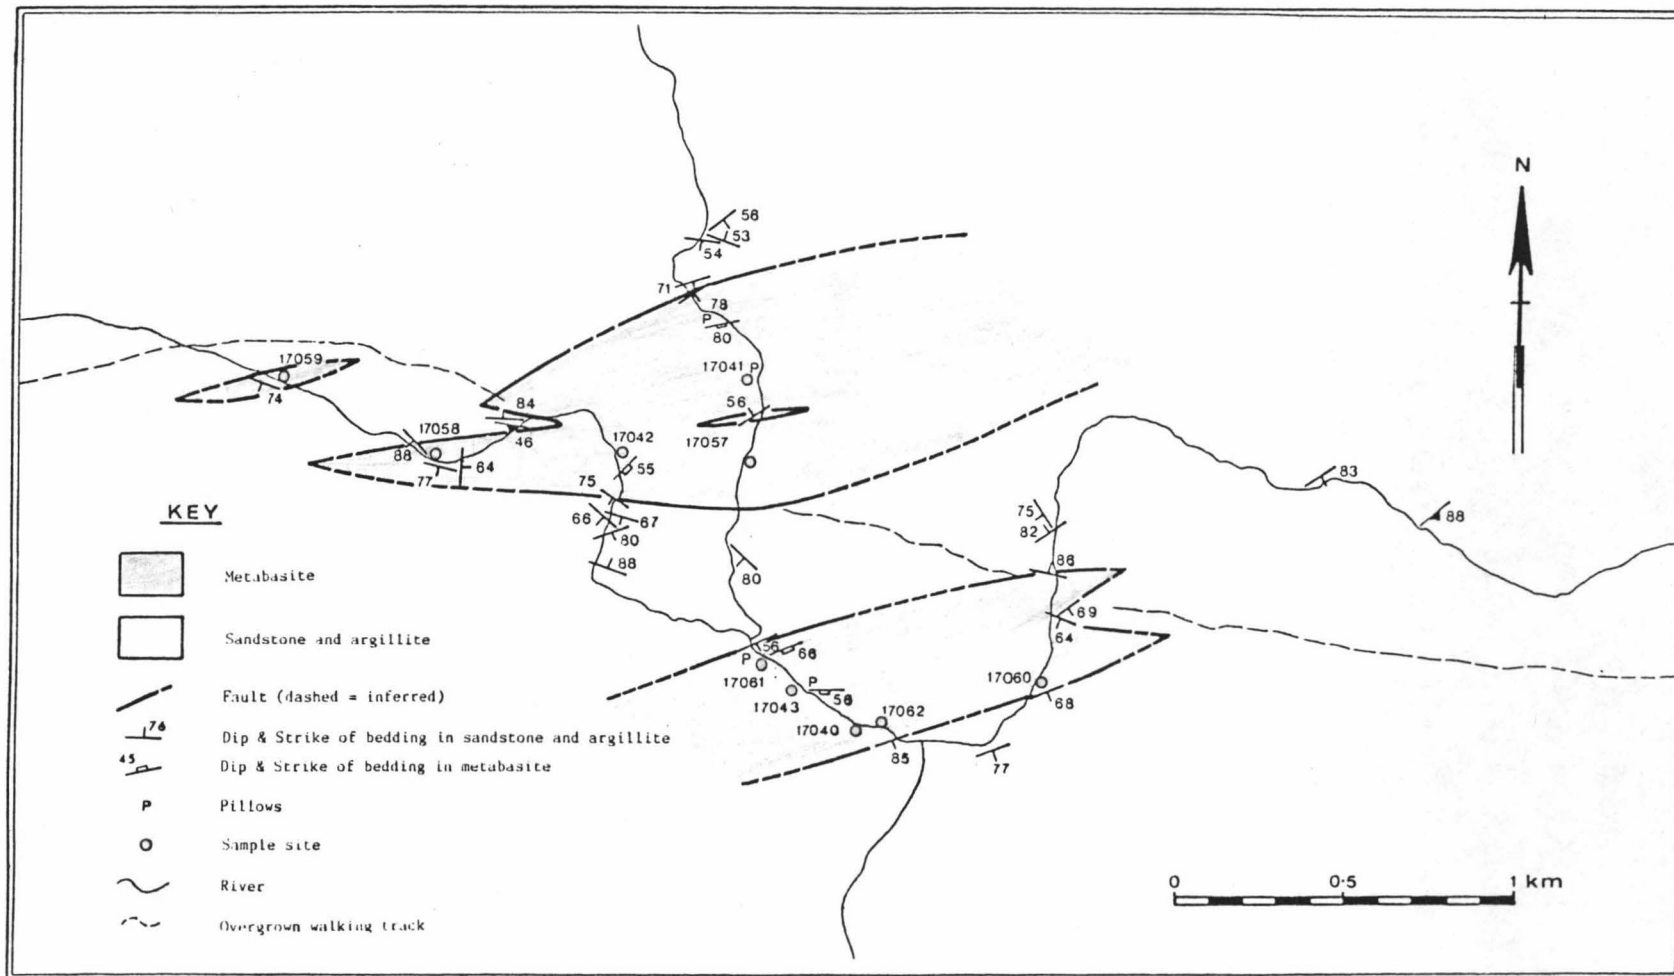 N
56
53
54
71
78
P
80
17041
P
17059
74
84
56
17058
46
17042
17057
88
64
77
55
75
83
KEY
66
67
80
75
82
88
88
86
80
Metabasite
69
64
Sandstone and argillite
56
66
P
17061
17060
P
56
17043
68
Fault (dashed = inferred)
17062
17040
76
Dip & Strike of bedding in sandstone and argillite
85
77
45
Dip & Strike of bedding in metabasite
P Pillows
Sample site
River
0 0·5 1 km
Overgrown walking track